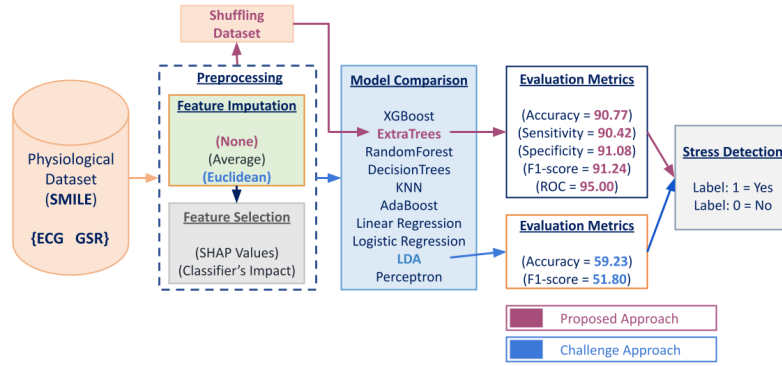 Shuffling
Dataset
Preprocessing
Feature Imputation
(None)
(Average)
(Euclidean)
Feature Selection
(SHAP Values)
(Classifier's Impact)
Physiological
Dataset
(SMILE)
{ECG GSR}
Model Comparison
XGBoost
ExtraTrees
RandomForest
DecisionTrees
KNN
AdaBoost
Linear Regression
Logistic Regression
LDA
Perceptron
Evaluation Metrics
(Accuracy = 90.77)
(Sensitivity = 90.42)
(Specificity = 91.08)
(F1-score = 91.24)
(ROC = 95.00)
Evaluation Metrics
(Accuracy = 59.23)
(F1-score = 51.80)
Stress Detection
Label: 1 = Yes
Label: 0 = No
Proposed Approach
Challenge Approach